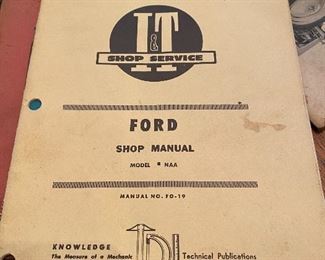 I&T
SHOP SERVICE
FORD
SHOP MANUAL
MODEL ■ NAA
MANUAL NO. FO-19
KNOWLEDGE
The Measure of a Mechanic
Technical Publications